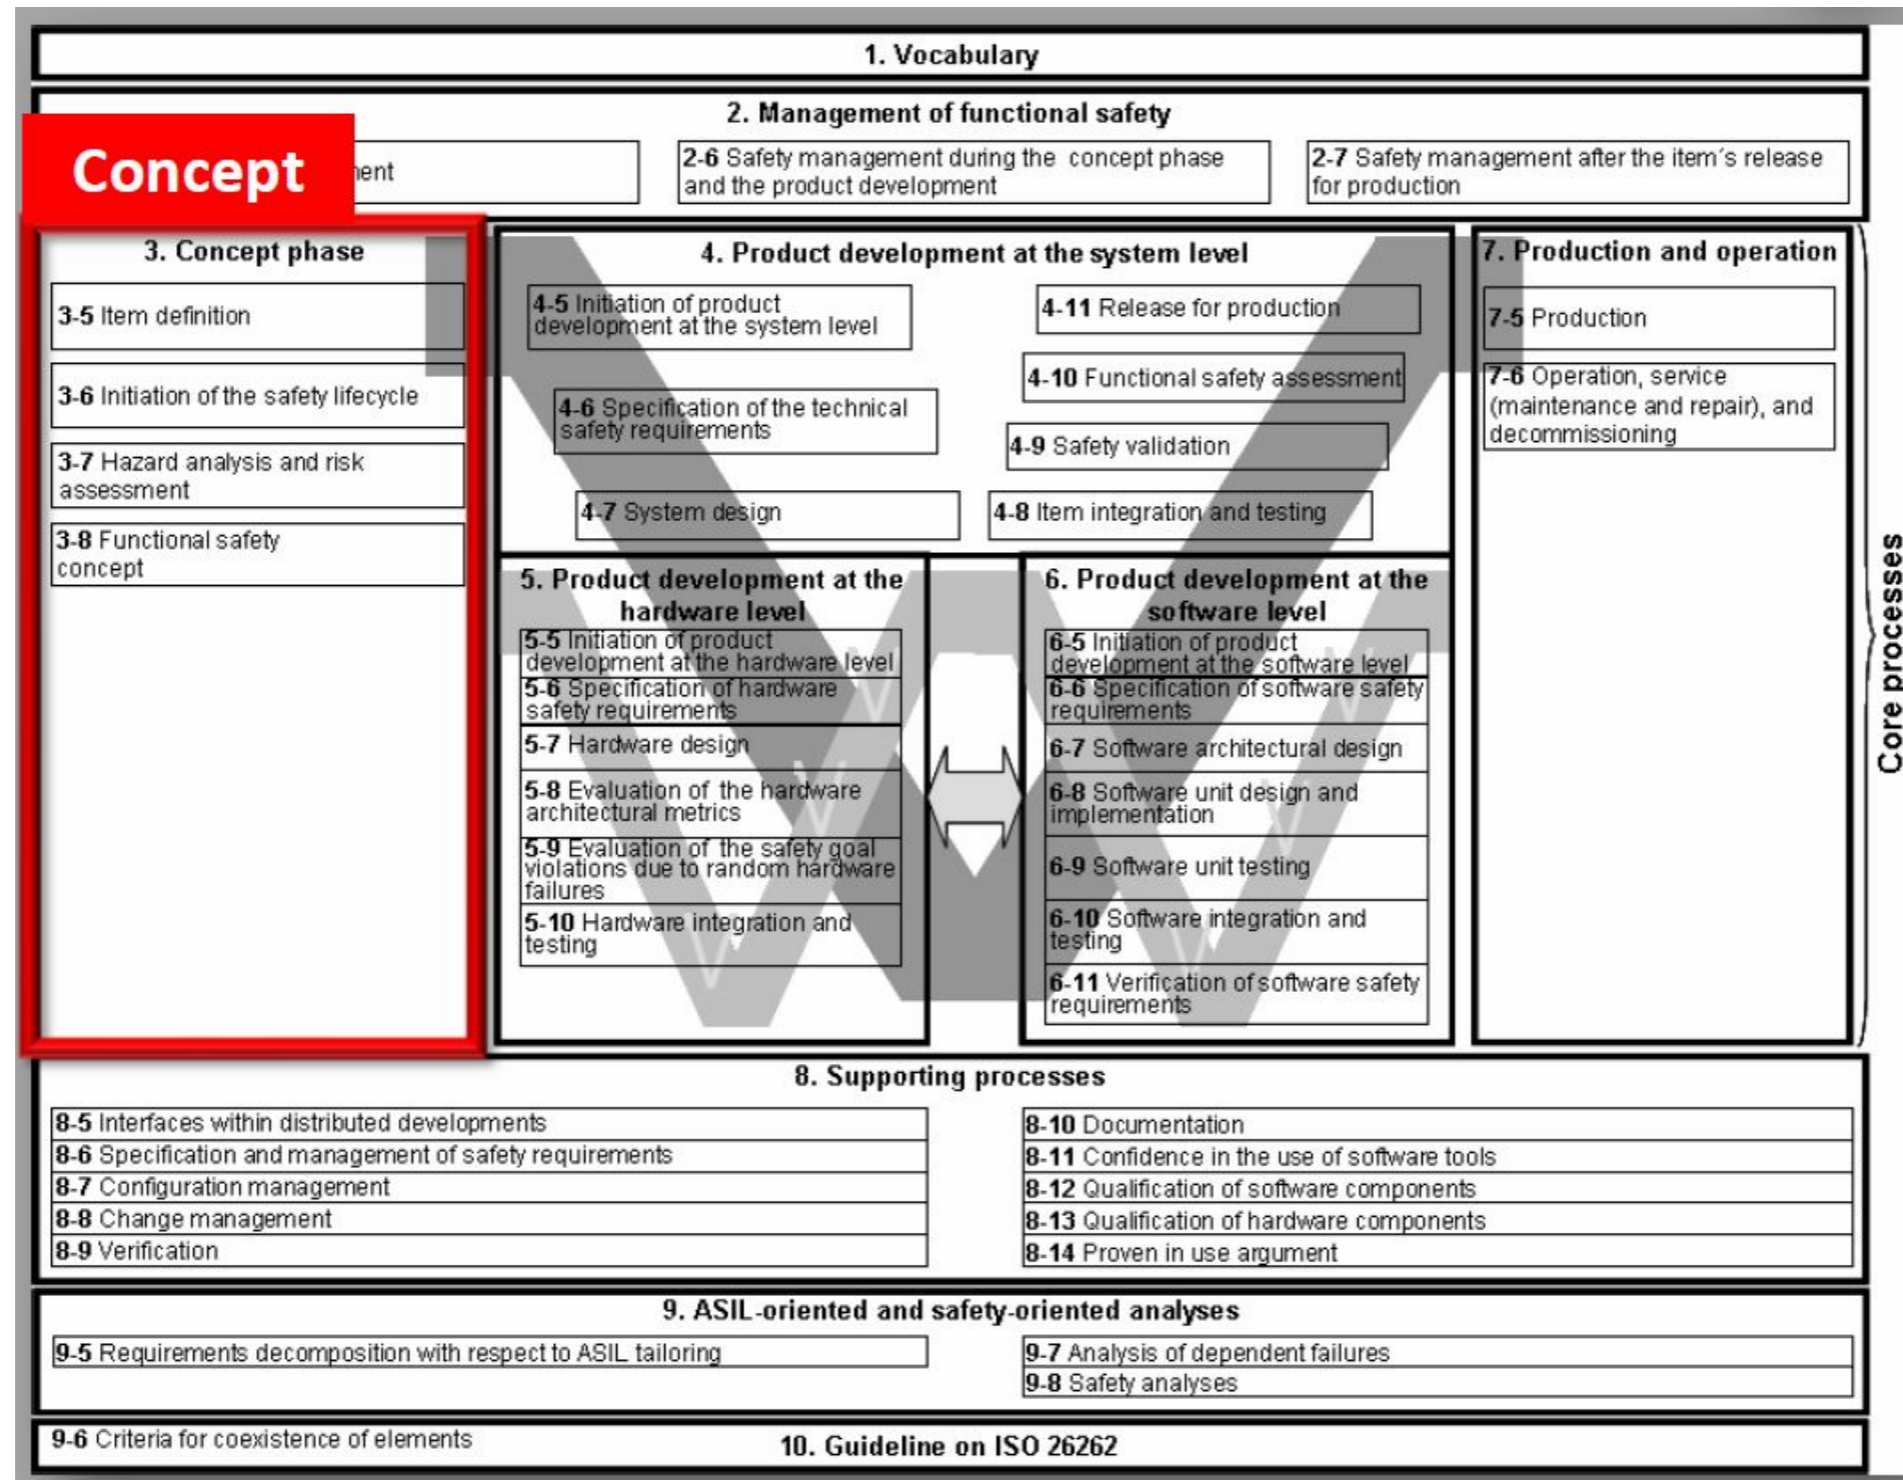 1. Vocabulary
2. Management of functional safety
Concept
2-6 Safety management during the concept phase
and the product development
2-7 Safety management after the item´s release
for production
3. Concept phase
3-5 Item definition
3-6 Initiation of the safety lifecycle
3-7 Hazard analysis and risk
assessment
3-8 Functional safety
concept
4. Product development at the system level
4-5 Initiation of product
development at the system level
4-6 Specification of the technical
safety requirements
4-7 System design
4-11 Release for production
4-10 Functional safety assessment
4-9 Safety validation
4-8 Item integration and testing
5. Product development at the
hardware level
5-5 Initiation of product
development at the hardware level
5-6 Specification of hardware
safety requirements
5-7 Hardware design
5-8 Evaluation of the hardware
architectural metrics
5-9 Evaluation of the safety goal
violations due to random hardware
failures
5-10 Hardware integration and
testing
6. Product development at the
software level
6-5 Initiation of product
development at the software level
6-6 Specification of software safety
requirements
6-7 Software architectural design
6-8 Software unit design and
implementation
6-9 Software unit testing
6-10 Software integration and
testing
6-11 Verification of software safety
requirements
7. Production and operation
7-5 Production
7-6 Operation, service
(maintenance and repair), and
decommissioning
Core processes
8. Supporting processes
8-5 Interfaces within distributed developments
8-6 Specification and management of safety requirements
8-7 Configuration management
8-8 Change management
8-9 Verification
8-10 Documentation
8-11 Confidence in the use of software tools
8-12 Qualification of software components
8-13 Qualification of hardware components
8-14 Proven in use argument
9. ASIL-oriented and safety-oriented analyses
9-5 Requirements decomposition with respect to ASIL tailoring
9-7 Analysis of dependent failures
9-8 Safety analyses
9-6 Criteria for coexistence of elements
10. Guideline on ISO 26262